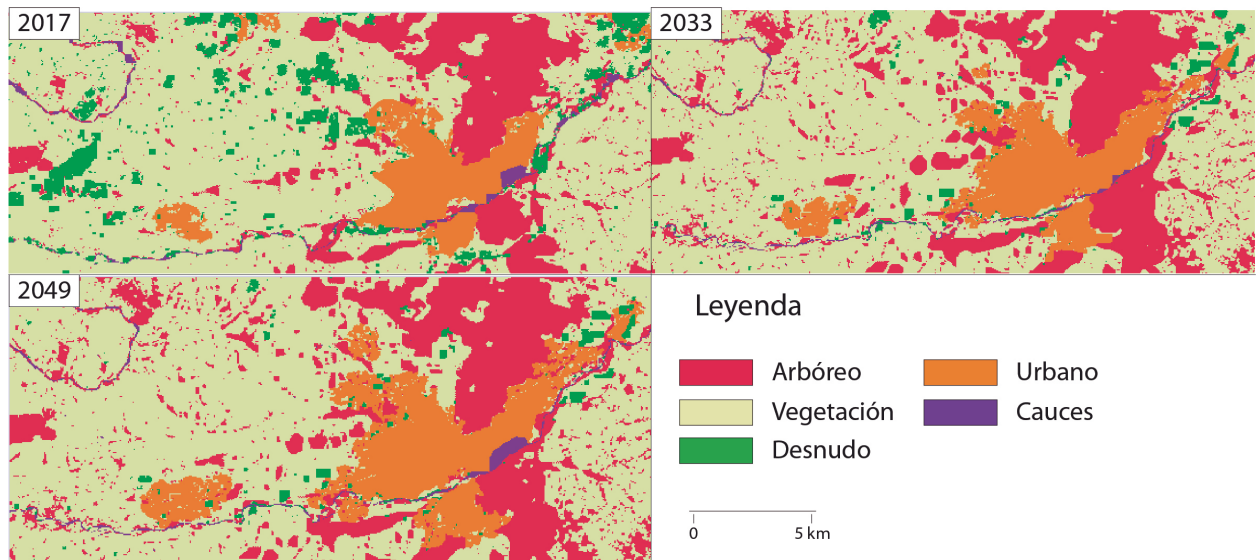 2017
2033
2049
Leyenda
Arbóreo
Urbano
Vegetación
Cauces
Desnudo
0 5 km